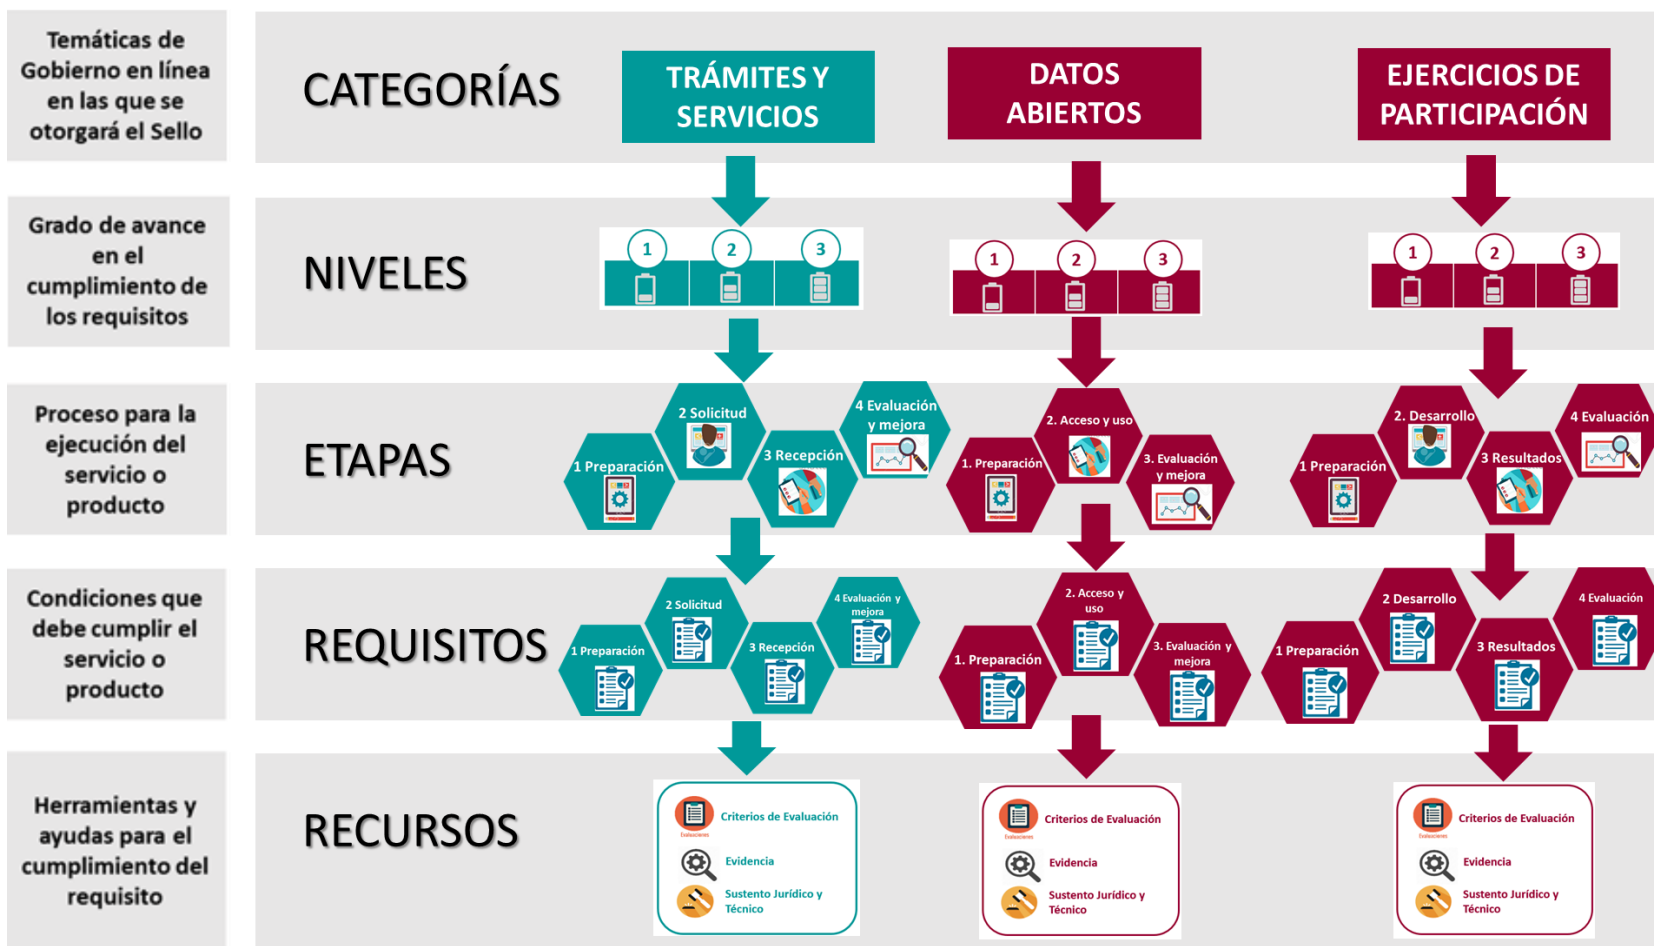 Temáticas de
Gobierno en línea
en las que se
otorgará el Sello
CATEGORÍAS
TRÁMITES Y
SERVICIOS
DATOS
ABIERTOS
EJERCICIOS DE
PARTICIPACIÓN
Grado de avance
en el
cumplimiento de
los requisitos
NIVELES
1
2
3
1
2
3
1
2
3
Proceso para la
ejecución del
servicio o
producto
ETAPAS
1 Preparación
2 Solicitud
3 Recepción
4 Evaluación
y mejora
1. Preparación
2. Acceso y uso
3. Evaluación
y mejora
1 Preparación
2. Desarrollo
3 Resultados
4 Evaluación
Condiciones que
debe cumplir el
servicio o
producto
REQUISITOS
1 Preparación
2 Solicitud
3 Recepción
4 Evaluación y
mejora
1. Preparación
2. Acceso y
uso
3. Evaluación y
mejora
1 Preparación
2 Desarrollo
3 Resultados
4 Evaluación
Herramientas y
ayudas para el
cumplimiento del
requisito
RECURSOS
Evaluaciones
Criterios de Evaluación
Evidencia
Sustento Jurídico y
Técnico
Evaluaciones
Criterios de Evaluación
Evidencia
Sustento Jurídico y
Técnico
Evaluaciones
Criterios de Evaluación
Evidencia
Sustento Jurídico y
Técnico